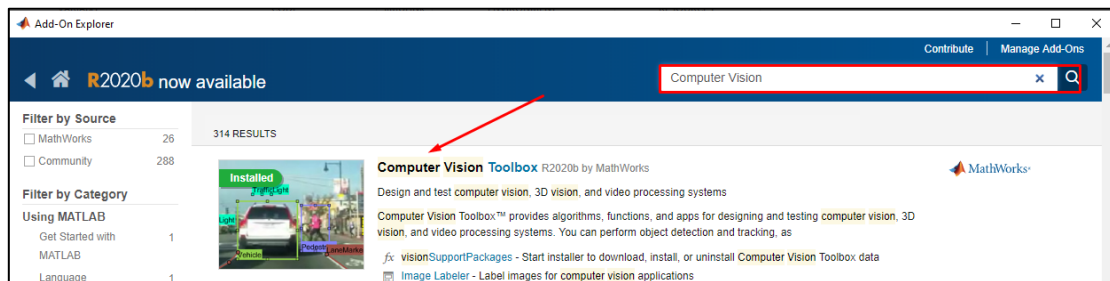 Add-On Explorer
Contribute | Manage Add-Ons
R2020b now available
Computer Vision
Filter by Source
MathWorks 26
Community 288
Filter by Category
Using MATLAB
Get Started with MATLAB 1
Language 1
314 RESULTS
Installed
TrafficLight
Light
Vehicle
Pedestri
LaneMarke
Computer Vision Toolbox R2020b by MathWorks
MathWorks
Design and test computer vision, 3D vision, and video processing systems
Computer Vision Toolbox™ provides algorithms, functions, and apps for designing and testing computer vision, 3D
vision, and video processing systems. You can perform object detection and tracking, as
fx visionSupportPackages - Start installer to download, install, or uninstall Computer Vision Toolbox data
Image Labeler - Label images for computer vision applications